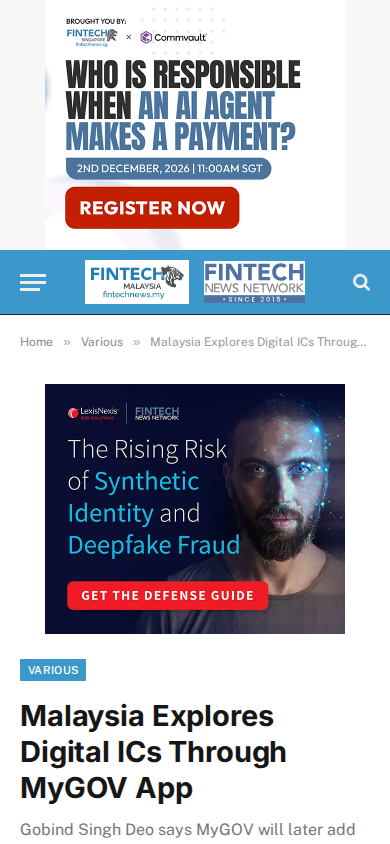 BROUGHT YOU BY:
FINTECH SINGAPORE fintechnews.sg × Commvault
WHO IS RESPONSIBLE
WHEN AN AI AGENT
MAKES A PAYMENT?
2ND DECEMBER, 2026 | 11:00AM SGT
REGISTER NOW
FINTECH MALAYSIA fintechnews.my
FINTECH NEWS NETWORK • SINCE 2015 •
Home » Various » Malaysia Explores Digital ICs Throug...
LexisNexis RISK SOLUTIONS | FINTECH NEWS NETWORK
The Rising Risk
of Synthetic
Identity and
Deepfake Fraud
GET THE DEFENSE GUIDE
VARIOUS
Malaysia Explores
Digital ICs Through
MyGOV App
Gobind Singh Deo says MyGOV will later add